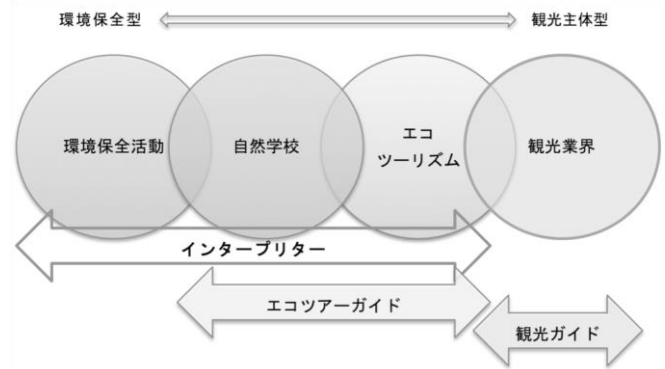 環境保全型
観光主体型
環境保全活動
自然学校
エコ
ツーリズム
観光業界
インタープリター
エコツアーガイド
観光ガイド